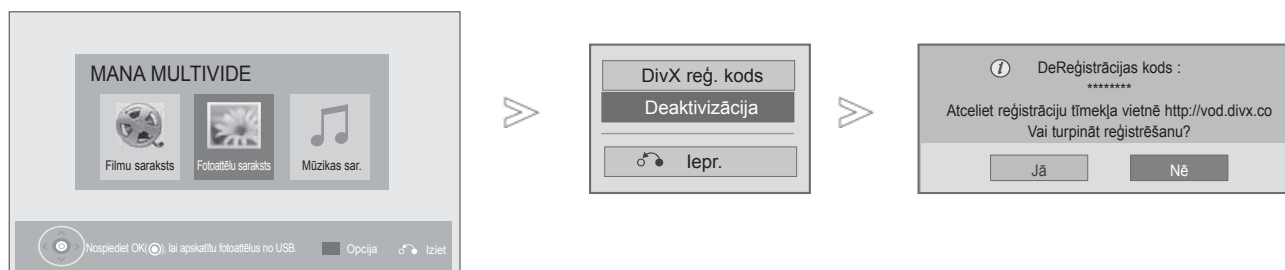 MANA MULTIVIDE
Filmu saraksts
Fotoattēlu saraksts
Mūzikas sar.
Nospiediet OK(◉), lai apskatītu fotoattēlus no USB.
Opcija
Iziet
DivX reģ. kods
Deaktivizācija
Iepr.
DeReģistrācijas kods :
********
Atceliet reģistrāciju tīmekļa vietnē http://vod.divx.co
Vai turpināt reģistrēšanu?
Jā
Nē